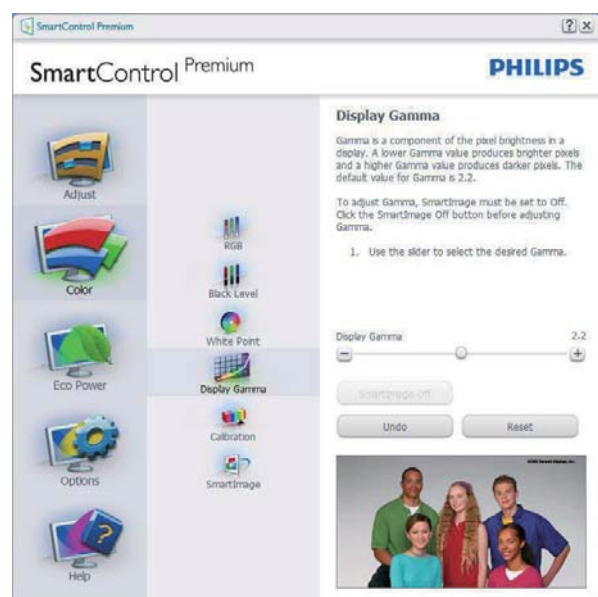 SmartControl Premium
SmartControl Premium
PHILIPS
Adjust
Color
Eco Power
Options
Help
RGB
Black Level
White Point
Display Gamma
Calibration
SmartImage
Display Gamma
Gamma is a component of the pixel brightness in a
display. A lower Gamma value produces brighter pixels
and a higher Gamma value produces darker pixels. The
default value for Gamma is 2.2.
To adjust Gamma, SmartImage must be set to Off.
Click the SmartImage Off button before adjusting
Gamma.
1. Use the slider to select the desired Gamma.
Display Gamma 2.2
SmartImage Off
Undo Reset